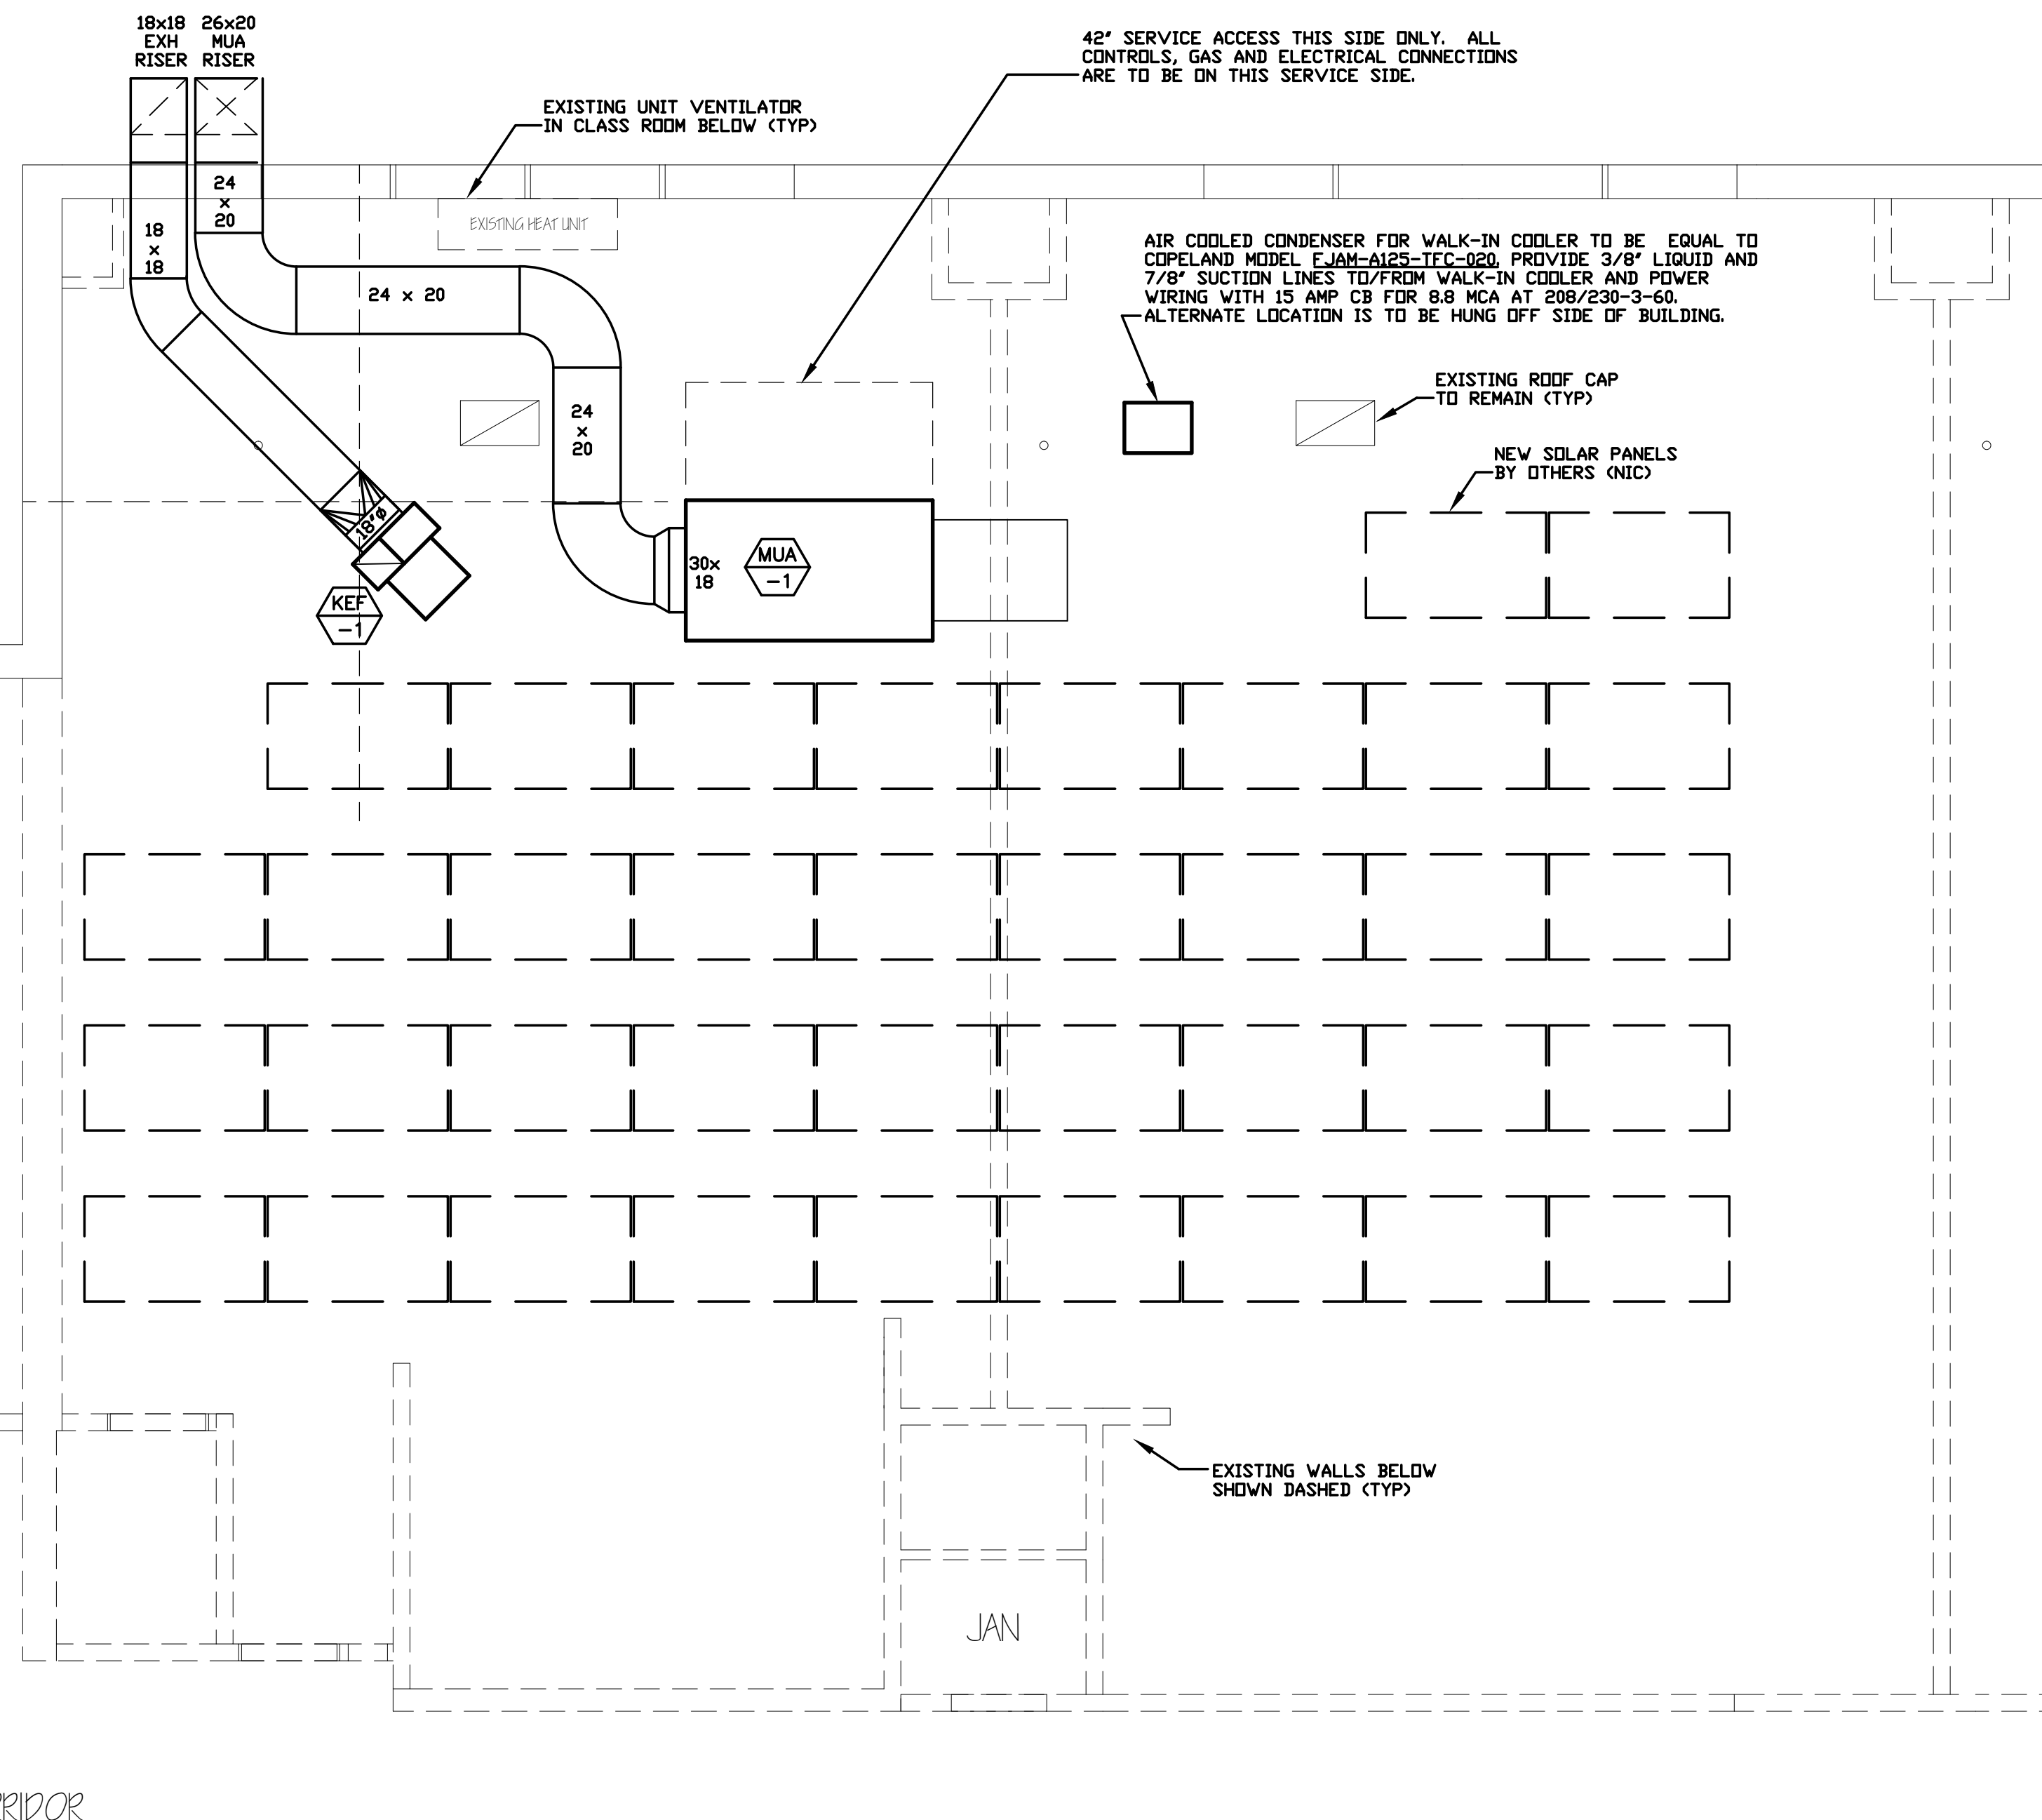 18x18
EXH
RISER
26x20
MUA
RISER
42" SERVICE ACCESS THIS SIDE ONLY. ALL
CONTROLS, GAS AND ELECTRICAL CONNECTIONS
ARE TO BE ON THIS SERVICE SIDE.
EXISTING UNIT VENTILATOR
IN CLASS ROOM BELOW (TYP)
24
x
20
18
x
18
EXISTING HEAT UNIT
AIR COOLED CONDENSER FOR WALK-IN COOLER TO BE EQUAL TO
COPELAND MODEL FJAM-A125-TFC-020, PROVIDE 3/8" LIQUID AND
7/8" SUCTION LINES TO/FROM WALK-IN COOLER AND POWER
WIRING WITH 15 AMP CB FOR 8.8 MCA AT 208/230-3-60.
ALTERNATE LOCATION IS TO BE HUNG OFF SIDE OF BUILDING.
24 x 20
EXISTING ROOF CAP
TO REMAIN (TYP)
24
x
20
NEW SOLAR PANELS
BY OTHERS (NIC)
18"Ø
30x
18
MUA
-1
KEF
-1
EXISTING WALLS BELOW
SHOWN DASHED (TYP)
JAN
RIDOR